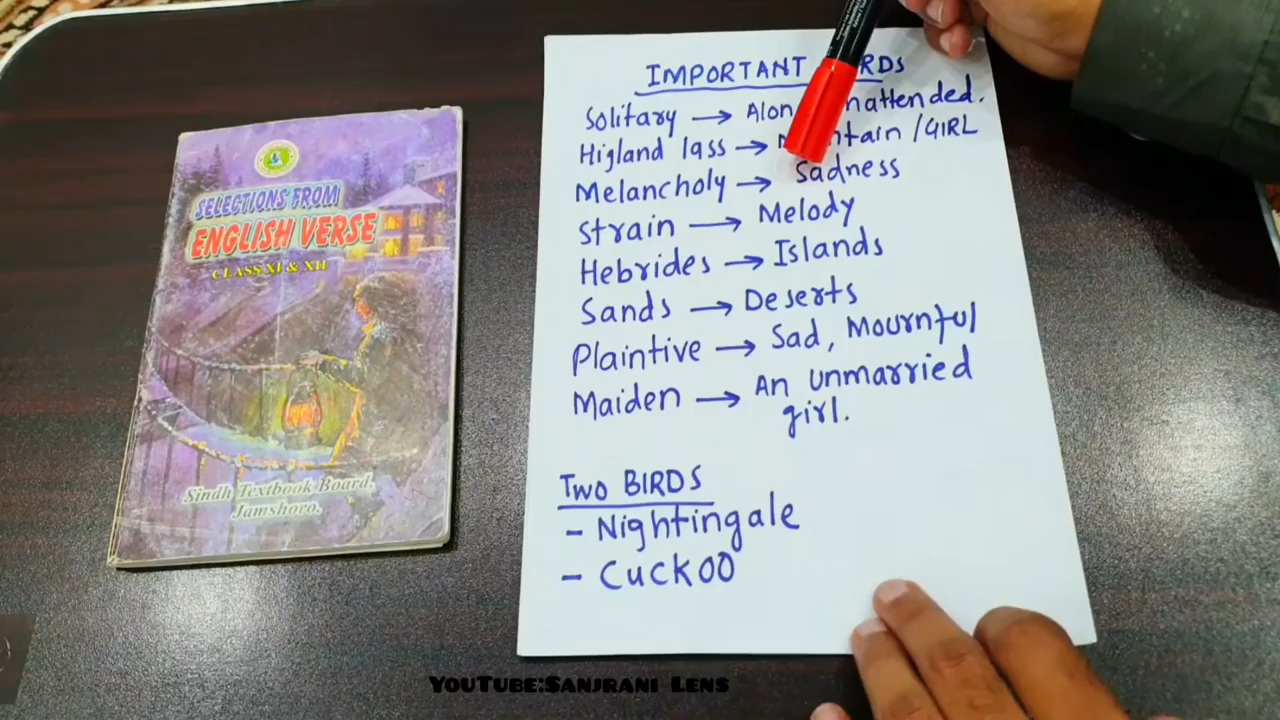 SELECTIONS FROM
ENGLISH VERSE
CLASS XI & XII
Sindh Textbook Board,
Jamshoro.
IMPORTANT
Solitary → unattended.
Higland lass → /GIRL
Melancholy → Sadness
Strain → Melody
Hebrides → Islands
Sands → Deserts
Plaintive → Sad, Mournful
Maiden → An unmarried
girl.
Two BIRDS
- Nightingale
- Cuckoo
YouTube:Sanjrani Lens